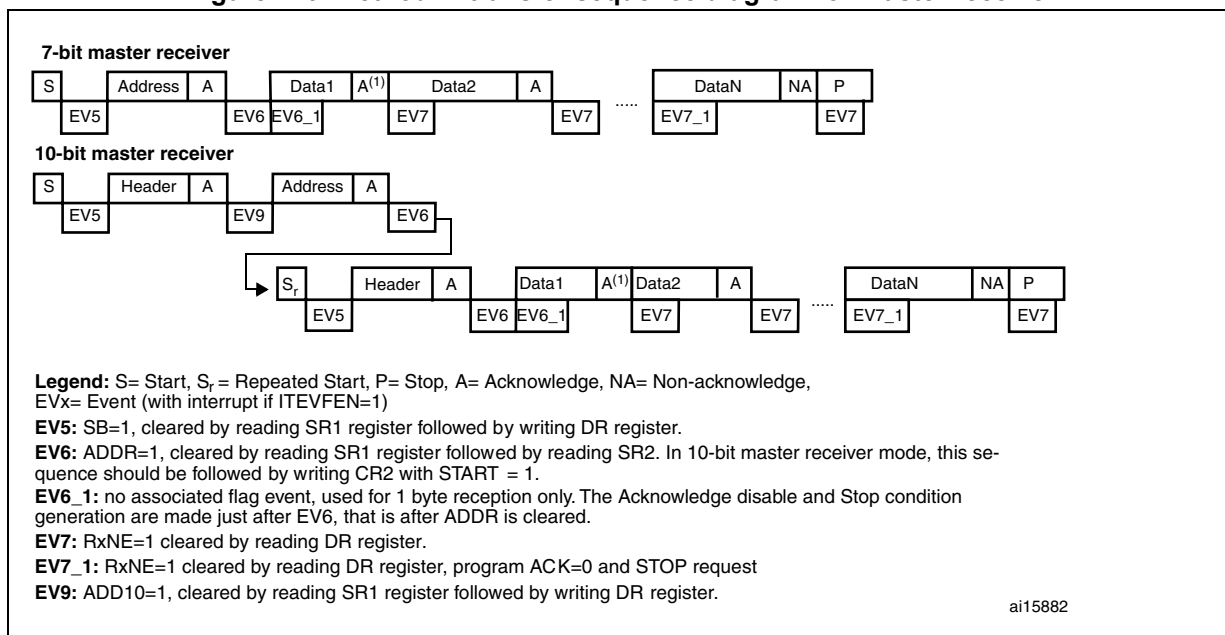 7-bit master receiver
S Address A Data1 A(1) Data2 A ..... DataN NA P
EV5 EV6 EV6_1 EV7 EV7 EV7_1 EV7
10-bit master receiver
S Header A Address A
EV5 EV9 EV6
Sr Header A Data1 A(1) Data2 A ..... DataN NA P
EV5 EV6 EV6_1 EV7 EV7 EV7_1 EV7
Legend: S= Start, Sr = Repeated Start, P= Stop, A= Acknowledge, NA= Non-acknowledge,
EVx= Event (with interrupt if ITEVFEN=1)
EV5: SB=1, cleared by reading SR1 register followed by writing DR register.
EV6: ADDR=1, cleared by reading SR1 register followed by reading SR2. In 10-bit master receiver mode, this se-
quence should be followed by writing CR2 with START = 1.
EV6_1: no associated flag event, used for 1 byte reception only. The Acknowledge disable and Stop condition
generation are made just after EV6, that is after ADDR is cleared.
EV7: RxNE=1 cleared by reading DR register.
EV7_1: RxNE=1 cleared by reading DR register, program ACK=0 and STOP request
EV9: ADD10=1, cleared by reading SR1 register followed by writing DR register.
ai15882